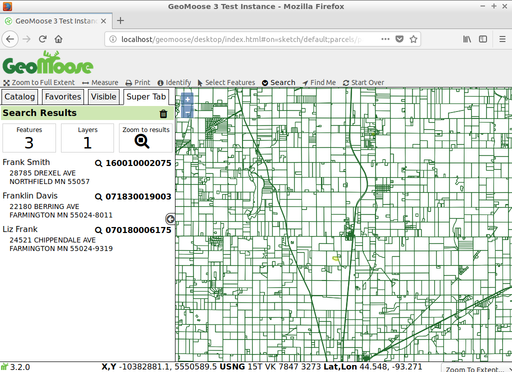 GeoMoose 3 Test Instance - Mozilla Firefox
GeoMoose 3 Test Instanc
localhost/geomoose/desktop/index.html#on=sketch/default;parcels/
GeoMoose
Zoom to Full Extent Measure Print Identify Select Features Search Find Me Start Over
Catalog Favorites Visible Super Tab
Search Results
Features Layers Zoom to results
3 1
Frank Smith 160010002075
28785 DREXEL AVE
NORTHFIELD MN 55057
Franklin Davis 071830019003
22180 BERRING AVE
FARMINGTON MN 55024-8011
Liz Frank 070180006175
24521 CHIPPENDALE AVE
FARMINGTON MN 55024-9319
3.2.0 X,Y -10382881.1, 5550589.5 USNG 15T VK 7847 3273 Lat,Lon 44.548, -93.271 Zoom To Extent...